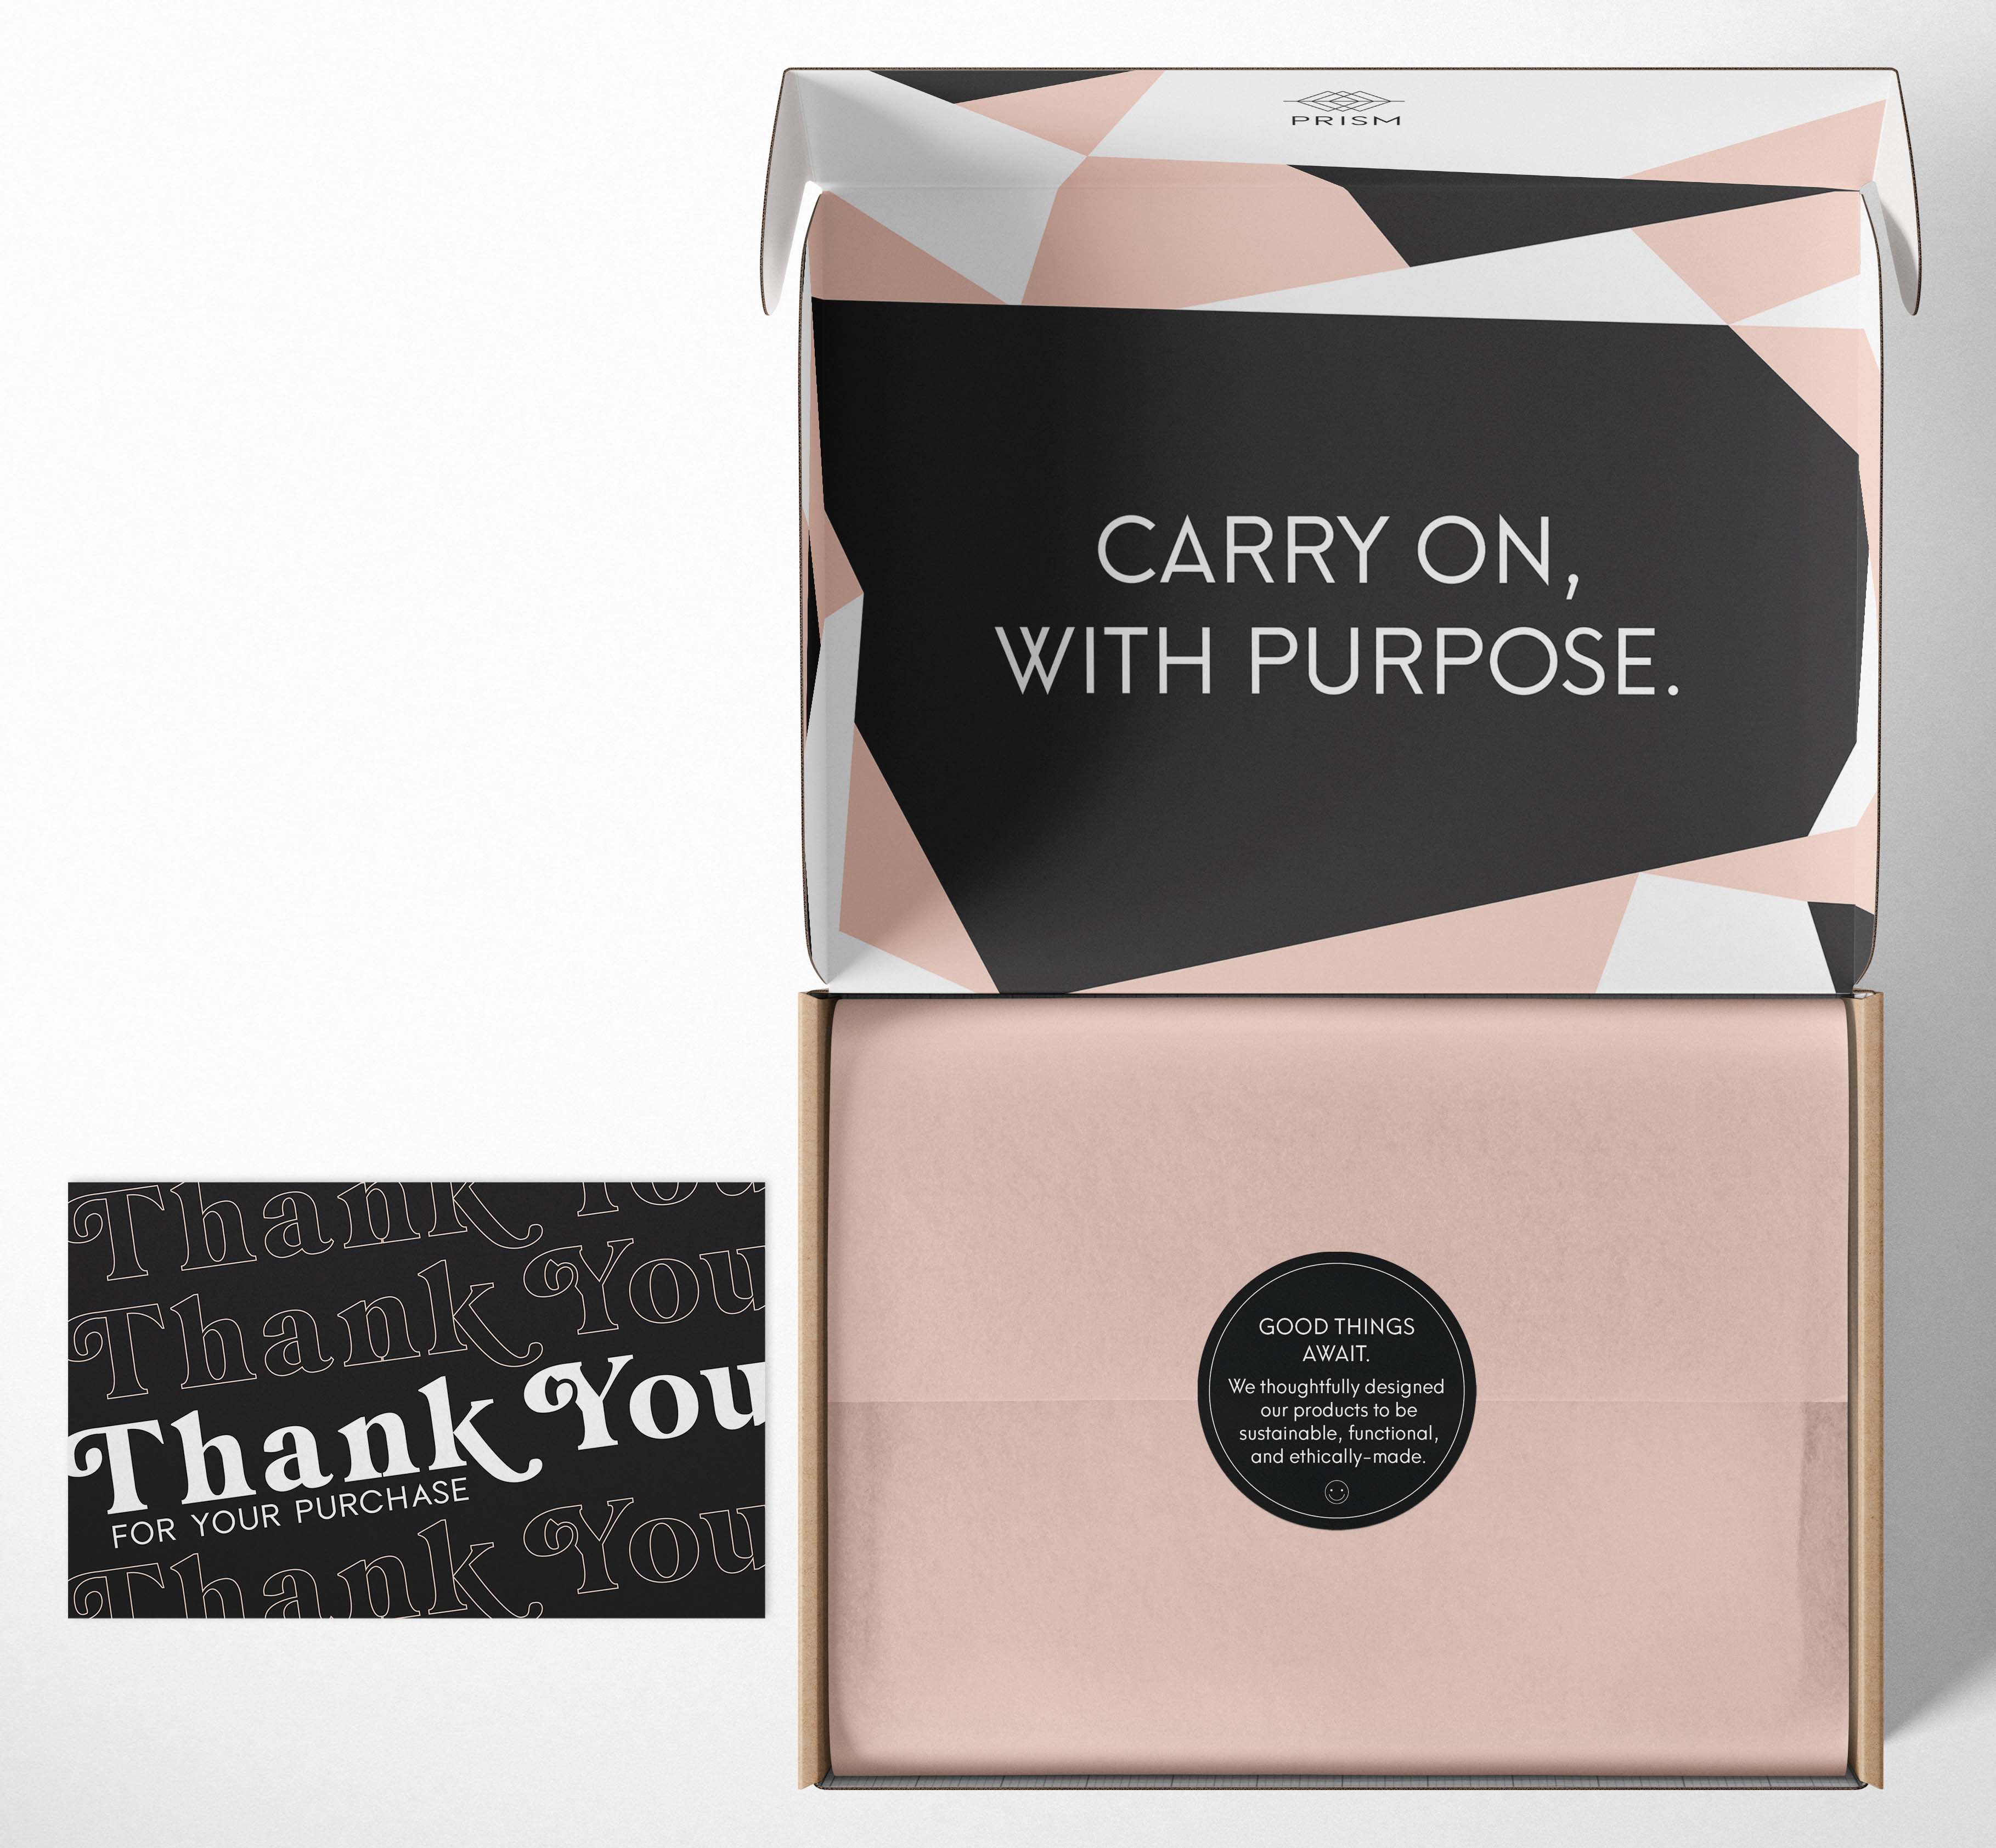 PRISM
CARRY ON,
WITH PURPOSE.
Thank You
Thank You
Thank You
FOR YOUR PURCHASE
Thank You
GOOD THINGS
AWAIT.
We thoughtfully designed
our products to be
sustainable, functional,
and ethically-made.